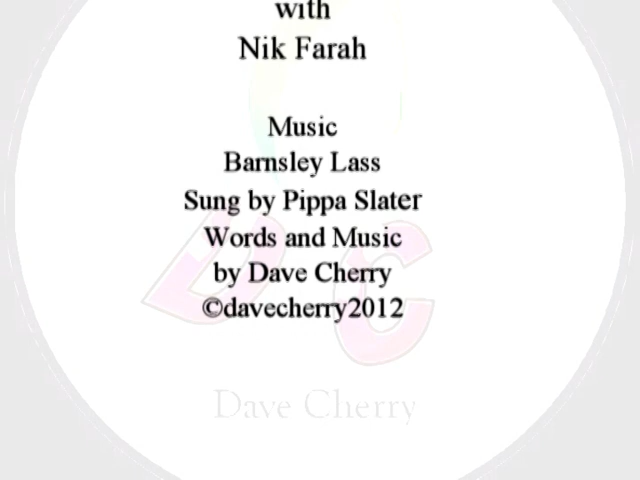 with
Nik Farah
Music
Barnsley Lass
Sung by Pippa Slater
Words and Music
by Dave Cherry
©davecherry2012
DC
Dave Cherry